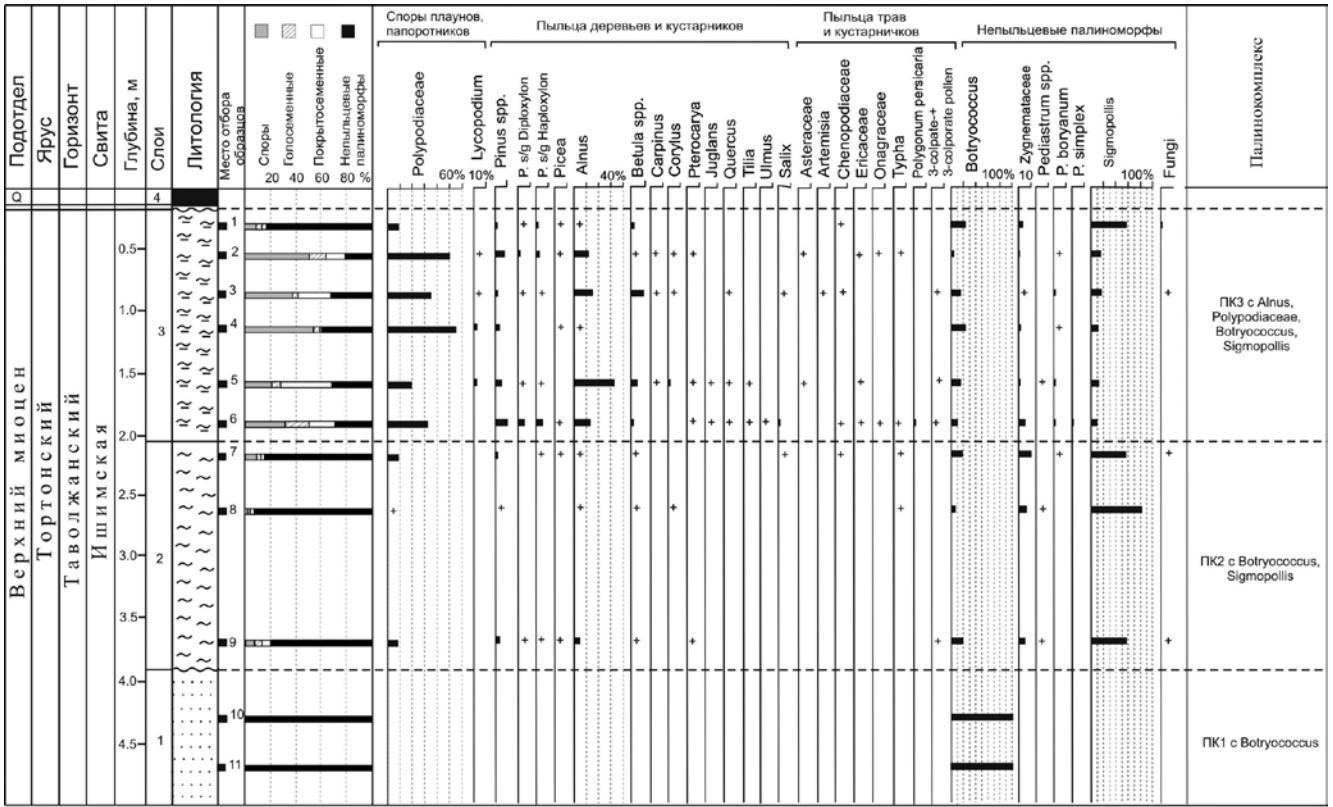 Подотдел
Ярус
Горизонт
Свита
Глубина, м
Слои
Литология
Место отбора
образцов
Споры
Голосеменные
Покрытосеменные
Непыльцевые
палиноморфы
20 40 60 80 %
Споры плаунов,
папоротников
Пыльца деревьев и кустарников
Пыльца трав
и кустарничков
Непыльцевые палиноморфы
Палинокомплекс
Polypodiaceae
60%
Lycopodium
10%
Pinus spp.
P. s/g Diploxylon
P. s/g Haploxylon
Picea
Alnus
40%
Betula spp.
Carpinus
Corylus
Pterocarya
Juglans
Quercus
Tilia
Ulmus
Salix
Asteraceae
Artemisia
Chenopodiaceae
Ericaceae
Onagraceae
Typha
Polygonum persicaria
3-colpate-+
3-colporate pollen
Botryococcus
100%
Zygnemataceae
10
Pediastrum spp.
P. boryanum
P. simplex
Sigmopollis
100%
Fungi
Q
4
Верхний миоцен
Тортонский
Таволжанский
Ишимская
0.5
1.0
1.5
2.0
2.5
3.0
3.5
4.0
4.5
3
2
1
1
2
3
4
5
6
7
8
9
10
11
ПК3 с Alnus,
Polypodiaceae,
Botryococcus,
Sigmopollis
ПК2 с Botryococcus,
Sigmopollis
ПК1 с Botryococcus